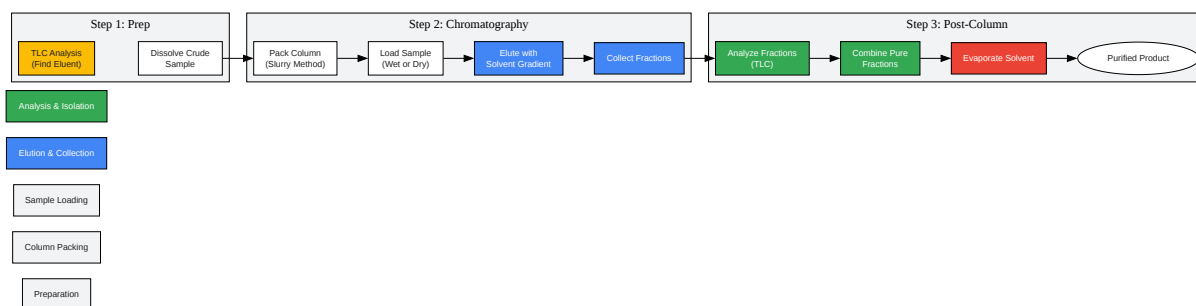 Step 1: Prep
TLC Analysis
(Find Eluent)
Dissolve Crude
Sample
Step 2: Chromatography
Pack Column
(Slurry Method)
Load Sample
(Wet or Dry)
Elute with
Solvent Gradient
Collect Fractions
Step 3: Post-Column
Analyze Fractions
(TLC)
Combine Pure
Fractions
Evaporate Solvent
Purified Product
Analysis & Isolation
Elution & Collection
Sample Loading
Column Packing
Preparation